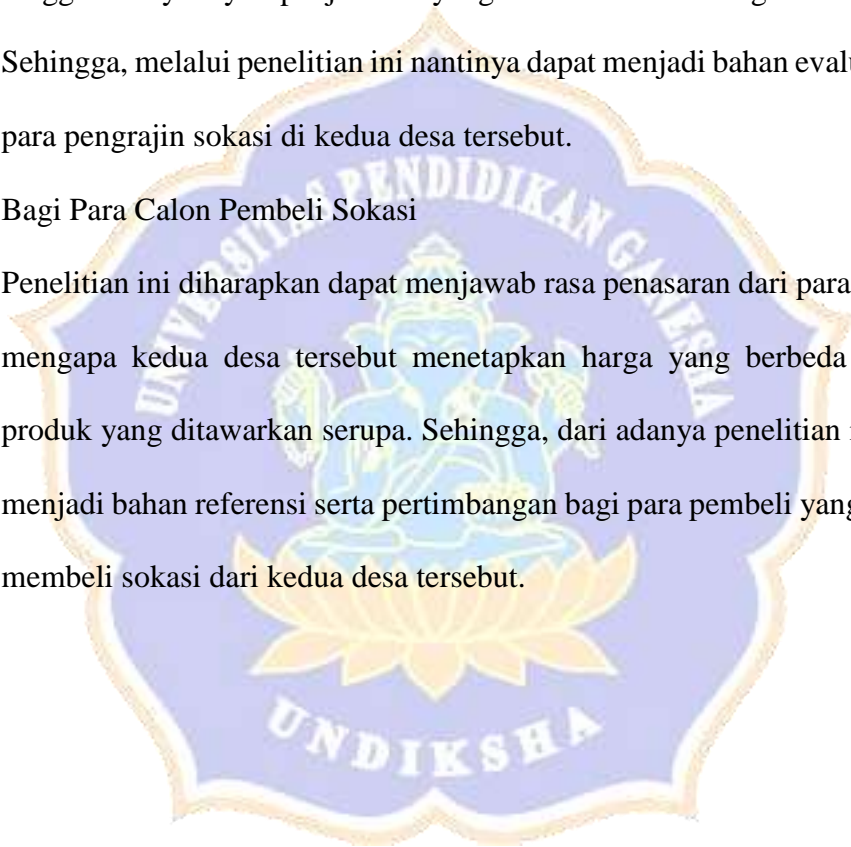 Sehingga, melalui penelitian ini nantinya dapat menjadi bahan
para pengrajin sokasi di kedua desa tersebut.
Bagi Para Calon Pembeli Sokasi
Penelitian ini diharapkan dapat menjawab rasa penasaran dari para
mengapa kedua desa tersebut menetapkan harga yang berbeda
produk yang ditawarkan serupa. Sehingga, dari adanya penelitian
menjadi bahan referensi serta pertimbangan bagi para pembeli yang
membeli sokasi dari kedua desa tersebut.
UNIVERSITAS PENDIDIKAN GANESHA
UNDIKSHA